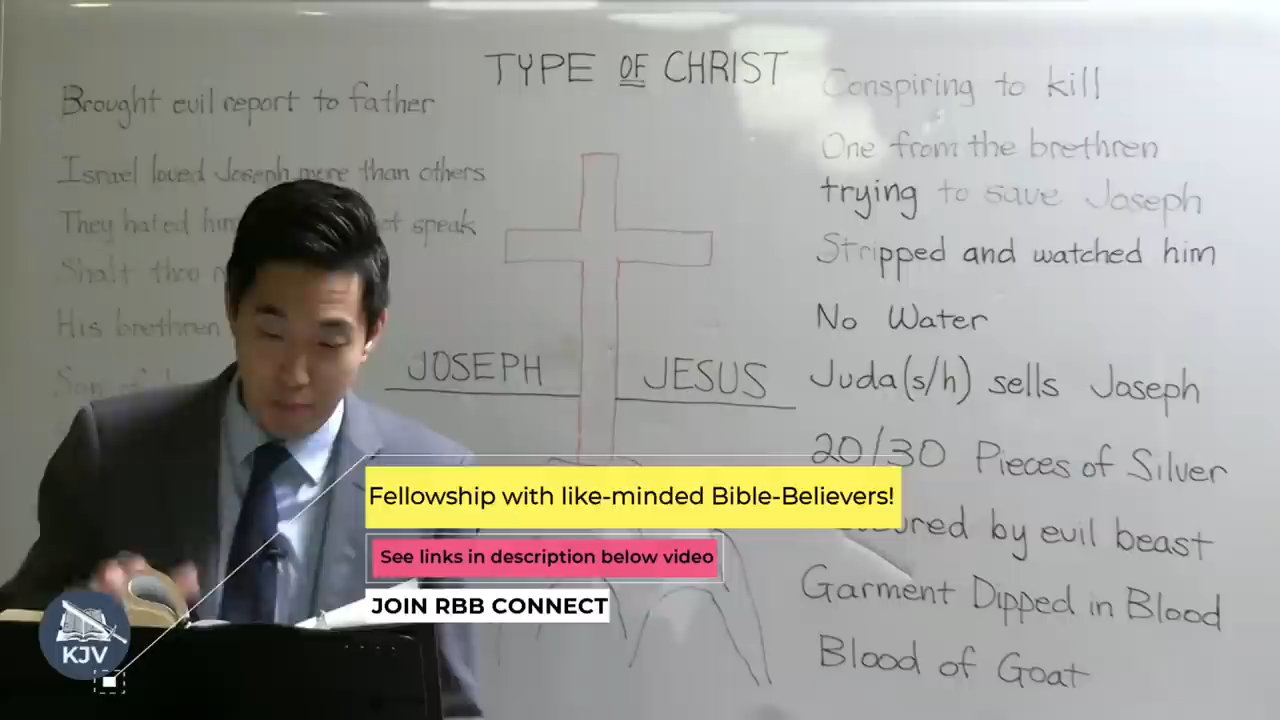 TYPE OF CHRIST
Brought evil report to father
Israel loved Joseph more than others
They hated him speak
Shalt thou
His brethren
JOSEPH
JESUS
Conspiring to kill
One from the brethren
trying to save Joseph
Stripped and watched him
No Water
Juda(s/h) sells Joseph
20/30 Pieces of Silver
by evil beast
Garment Dipped in Blood
Blood of Goat
Fellowship with like-minded Bible-Believers!
See links in description below video
JOIN RBB CONNECT
KJV